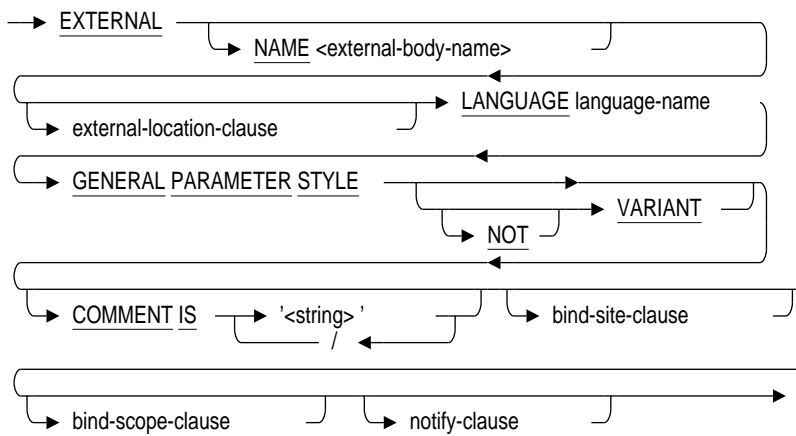 EXTERNAL
NAME <external-body-name>
external-location-clause
LANGUAGE language-name
GENERAL PARAMETER STYLE
NOT
VARIANT
COMMENT IS '<string> '
/
bind-site-clause
bind-scope-clause
notify-clause